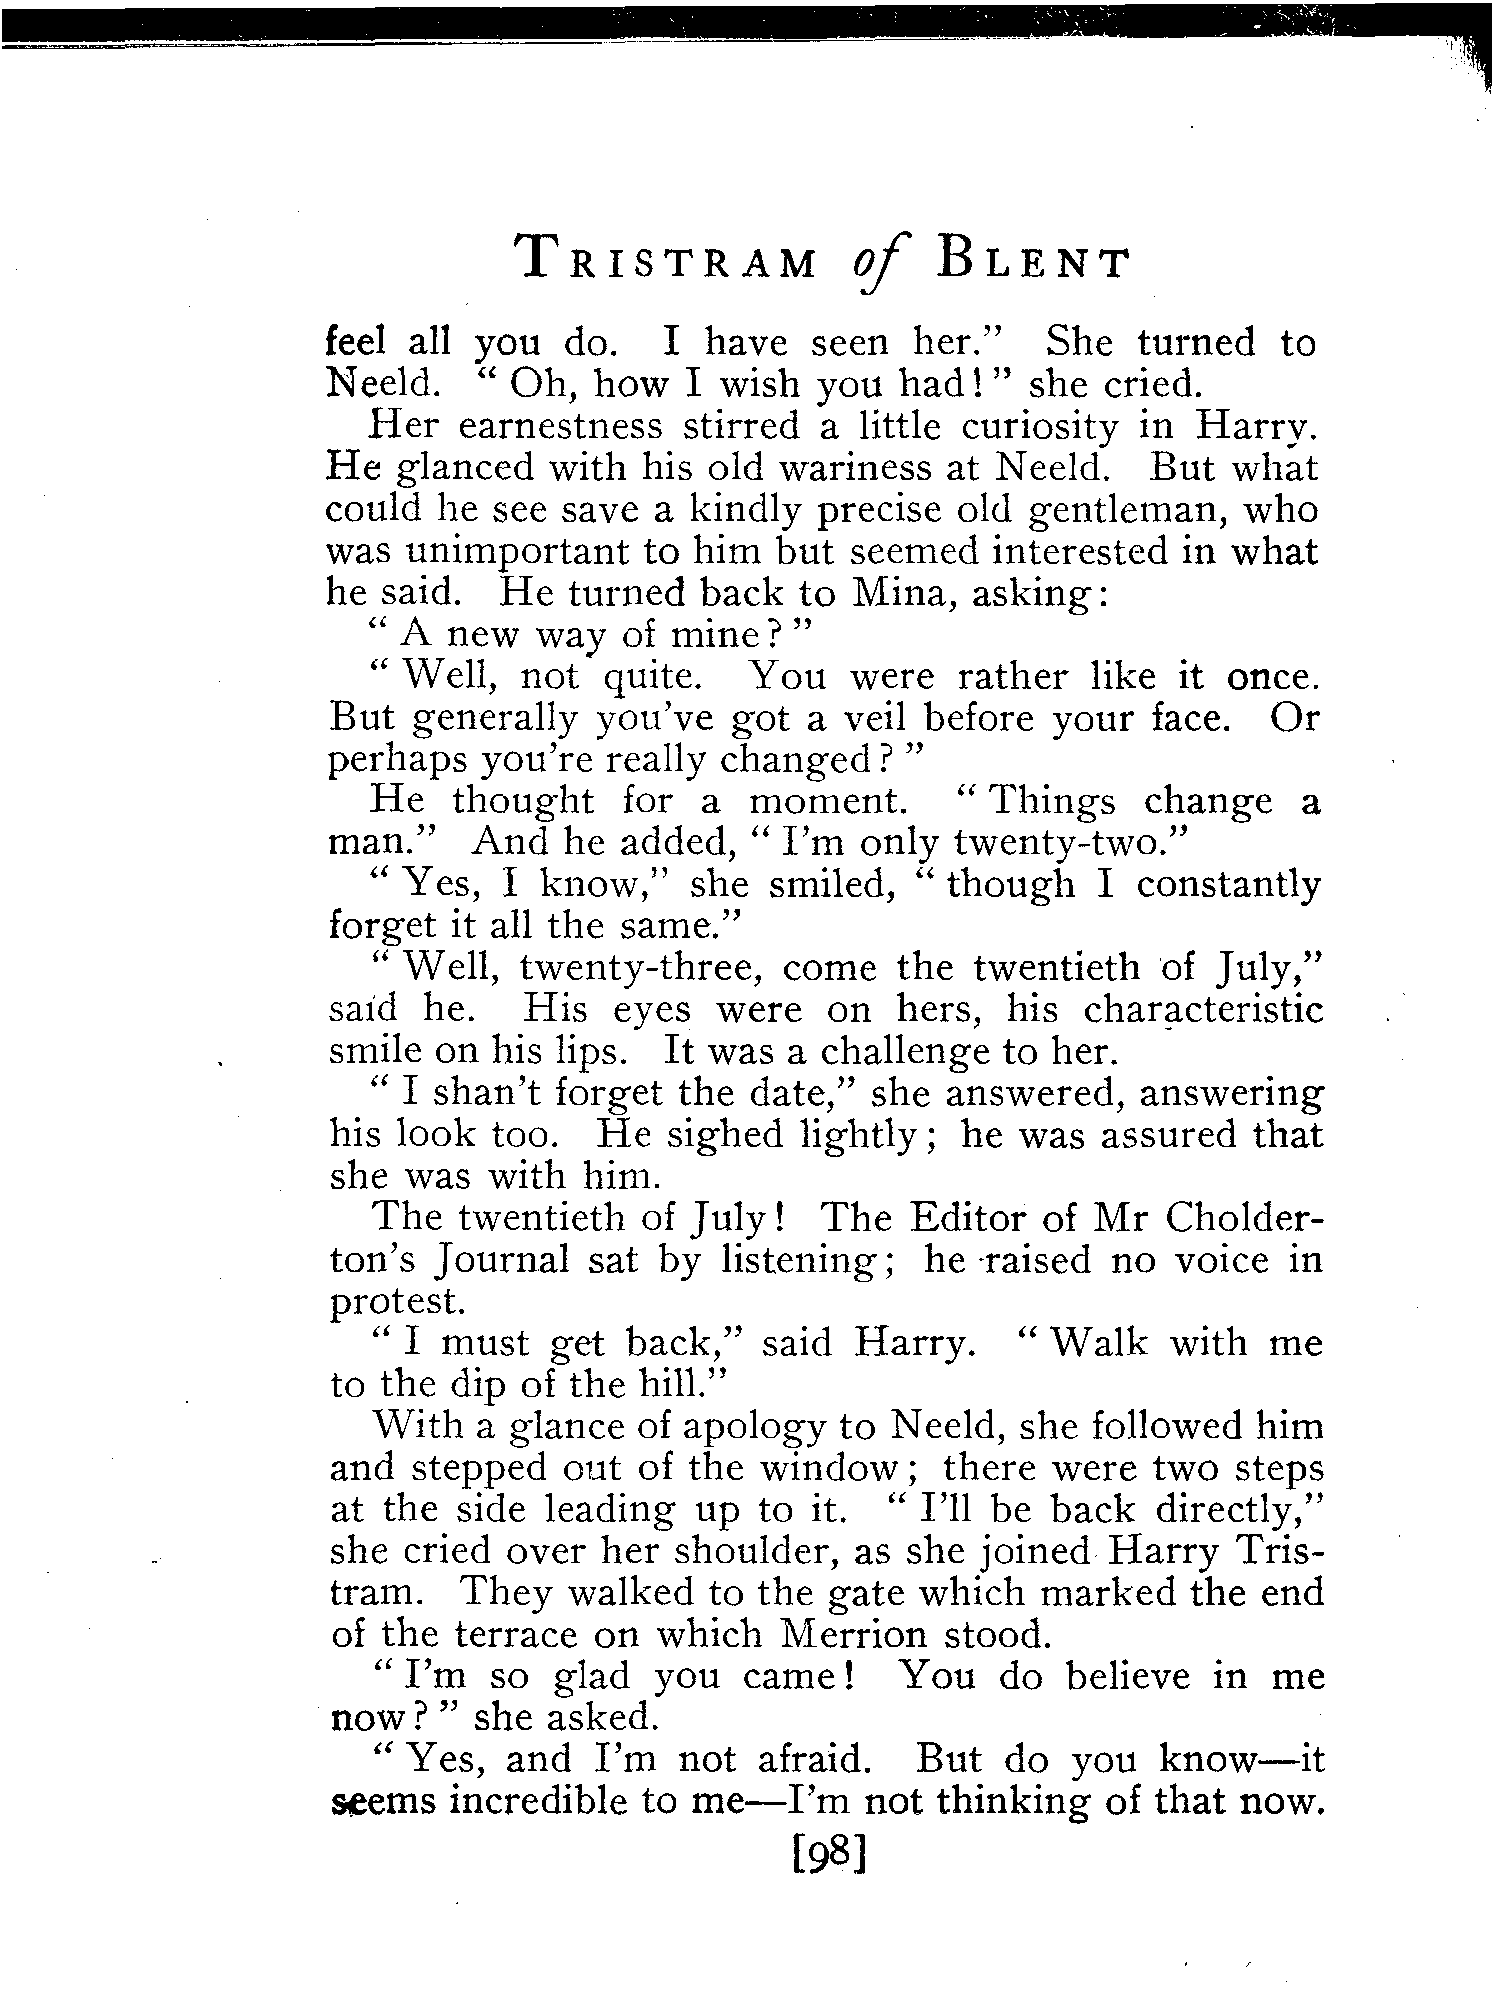 TRISTRAM of BLENT
feel all you do. I have seen her." She turned to
Neeld. "Oh, how I wish you had!" she cried.
Her earnestness stirred a little curiosity in Harry.
He glanced with his old wariness at Neeld. But what
could he see save a kindly precise old gentleman, who
was unimportant to him but seemed interested in what
he said. He turned back to Mina, asking:
"A new way of mine?"
"Well, not quite. You were rather like it once.
But generally you've got a veil before your face. Or
perhaps you're really changed?"
He thought for a moment. "Things change a
man." And he added, "I'm only twenty-two."
"Yes, I know," she smiled, "though I constantly
forget it all the same."
"Well, twenty-three, come the twentieth of July,"
said he. His eyes were on hers, his characteristic
smile on his lips. It was a challenge to her.
"I shan't forget the date," she answered, answering
his look too. He sighed lightly; he was assured that
she was with him.
The twentieth of July! The Editor of Mr Cholder-
ton's Journal sat by listening; he raised no voice in
protest.
"I must get back," said Harry. "Walk with me
to the dip of the hill."
With a glance of apology to Neeld, she followed him
and stepped out of the window; there were two steps
at the side leading up to it. "I'll be back directly,"
she cried over her shoulder, as she joined Harry Tris-
tram. They walked to the gate which marked the end
of the terrace on which Merrion stood.
"I'm so glad you came! You do believe in me
now?" she asked.
"Yes, and I'm not afraid. But do you know—it
seems incredible to me—I'm not thinking of that now.
[98]